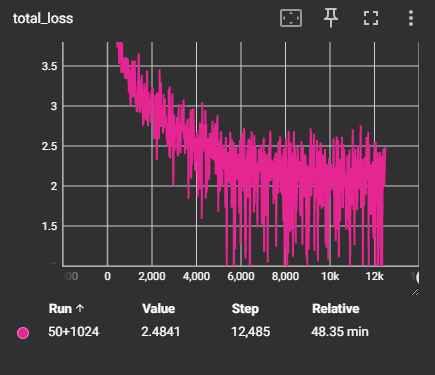 total_loss
3.5
3
2.5
2
1.5
00 0 2,000 4,000 6,000 8,000 10k 12k
Run ↑ Value Step Relative
50+1024 2.4841 12,485 48.35 min